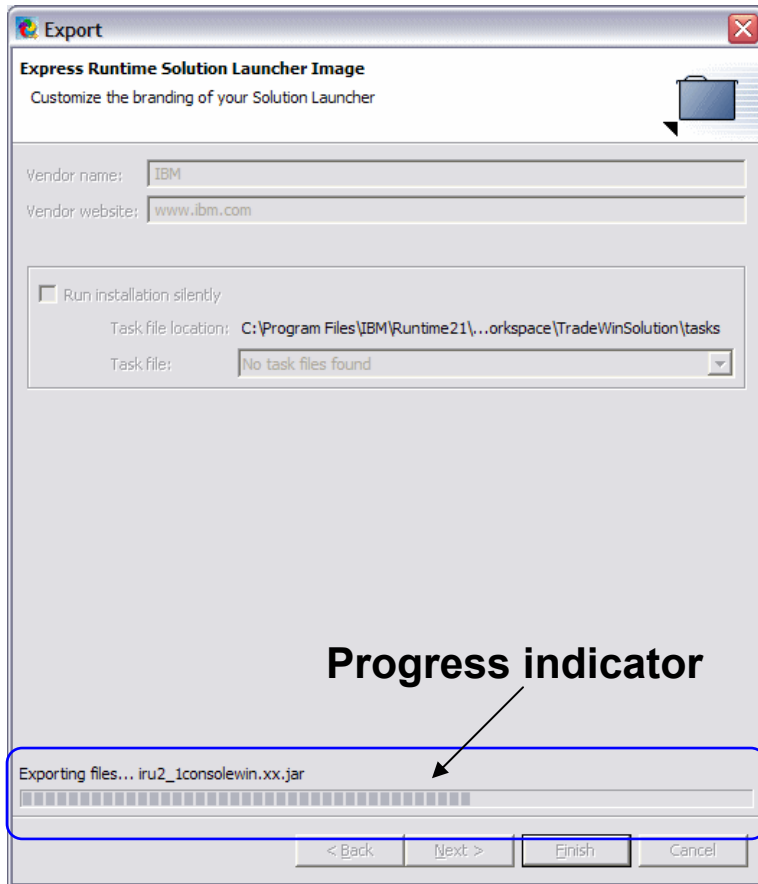 Export
Express Runtime Solution Launcher Image
Customize the branding of your Solution Launcher
Vendor name: IBM
Vendor website: www.ibm.com
Run installation silently
Task file location: C:\Program Files\IBM\Runtime21\...orkspace\TradeWinSolution\tasks
Task file: No task files found
Progress indicator
Exporting files... iru2_1consolewin.xx.jar
< Back Next > Finish Cancel